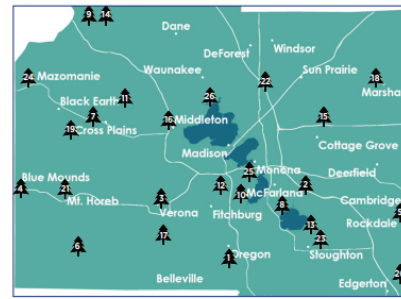 9 14
Dane
DeForest
Windsor
Waunakee
22
Sun Prairie
18
Marsha
24 Mazomanie
11
26
Black Earth
7
16 Middleton
15
19
Cross Plains
Madison
Cottage Grove
25 Monona
Deerfield
Blue Mounds
4
21
Mt. Horeb
12
10
McFarland
2
3
Verona
Fitchburg
8
Cambridge
Rockdale
5
13
23
17
6
1
Oregon
Stoughton
Belleville
Edgerton